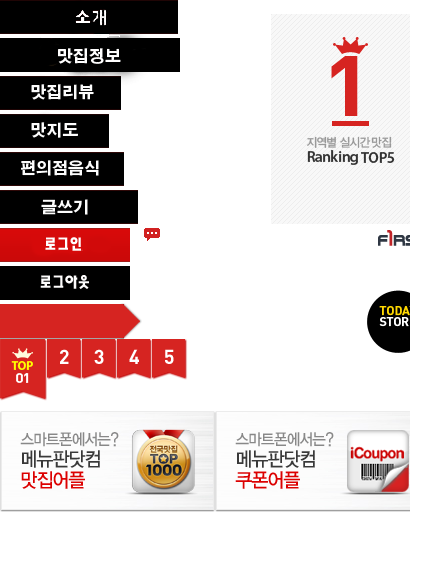 소개
맛집정보
맛집리뷰
맛지도
편의점음식
글쓰기
로그인
로그아웃
1
지역별 실시간 맛집
Ranking TOP5
F1RS
TODA
STOR
TOP
01
2
3
4
5
스마트폰에서는?
메뉴판닷컴
맛집어플
전국맛집
TOP
1000
스마트폰에서는?
메뉴판닷컴
쿠폰어플
iCoupon